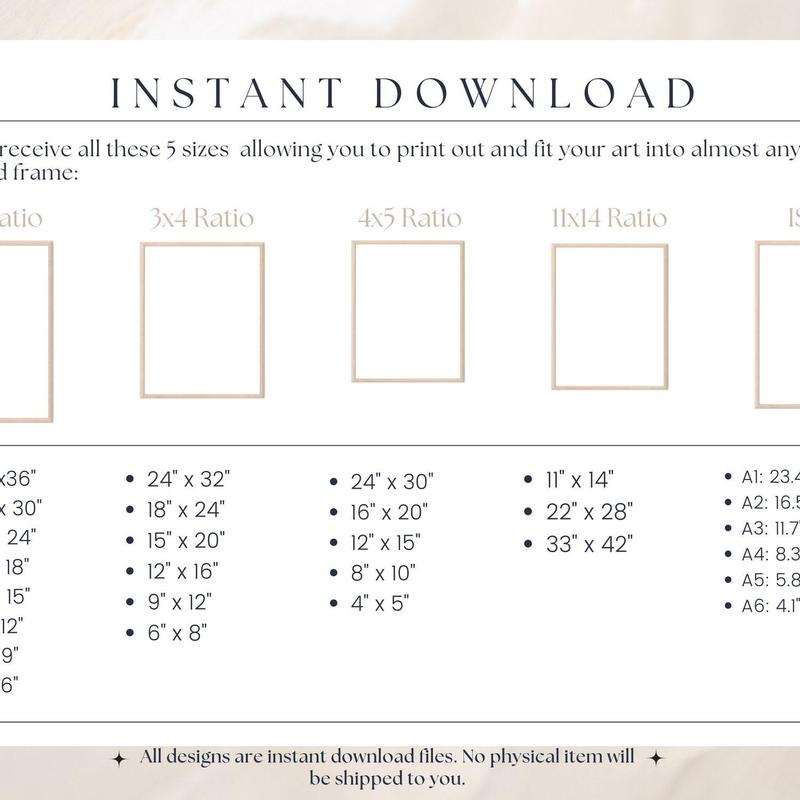 INSTANT DOWNLOAD
receive all these 5 sizes allowing you to print out and fit your art into almost any
d frame:
atio
3x4 Ratio
4x5 Ratio
11x14 Ratio
IS
x36"
x 30"
24"
18"
15"
12"
9"
6"
• 24" x 32"
• 18" x 24"
• 15" x 20"
• 12" x 16"
• 9" x 12"
• 6" x 8"
• 24" x 30"
• 16" x 20"
• 12" x 15"
• 8" x 10"
• 4" x 5"
• 11" x 14"
• 22" x 28"
• 33" x 42"
• A1: 23.4
• A2: 16.5
• A3: 11.7"
• A4: 8.3
• A5: 5.8
• A6: 4.1"
All designs are instant download files. No physical item will
be shipped to you.